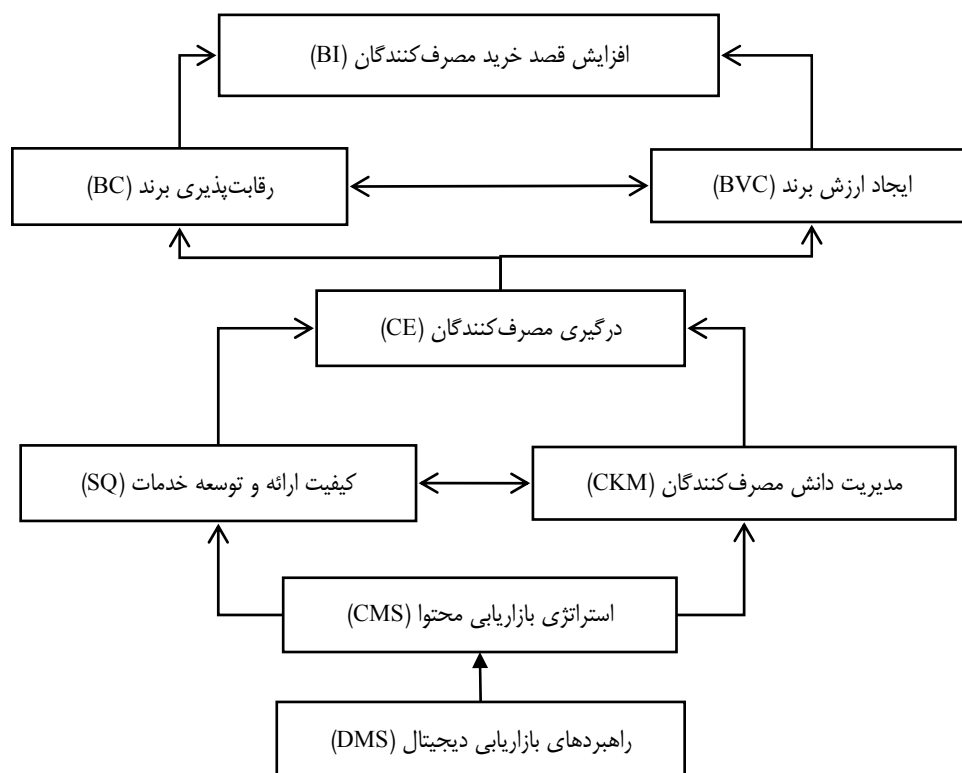 افزایش قصد خرید مصرف‌کنندگان (BI)
ایجاد ارزش برند (BVC)
رقابت‌پذیری برند (BC)
درگیری مصرف‌کنندگان (CE)
مدیریت دانش مصرف‌کنندگان (CKM)
کیفیت ارائه و توسعه خدمات (SQ)
استراتژی بازاریابی محتوا (CMS)
راهبردهای بازاریابی دیجیتال (DMS)